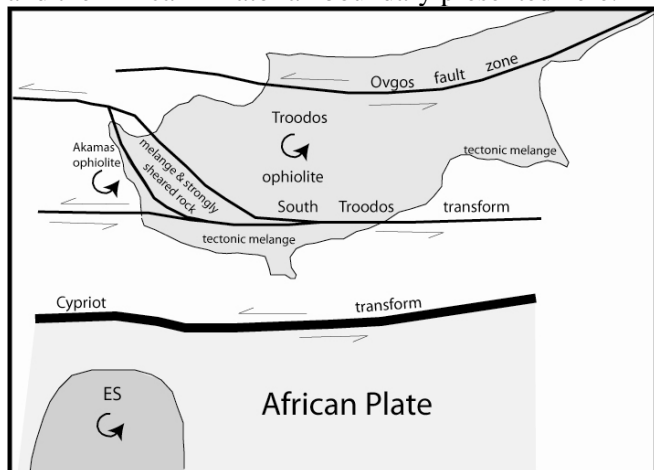 Ovgos fault zone
Troodos
ophiolite
Akamas
ophiolite
melange & strongly
sheared rock
tectonic melange
South Troodos transform
tectonic melange
Cypriot transform
ES
African Plate